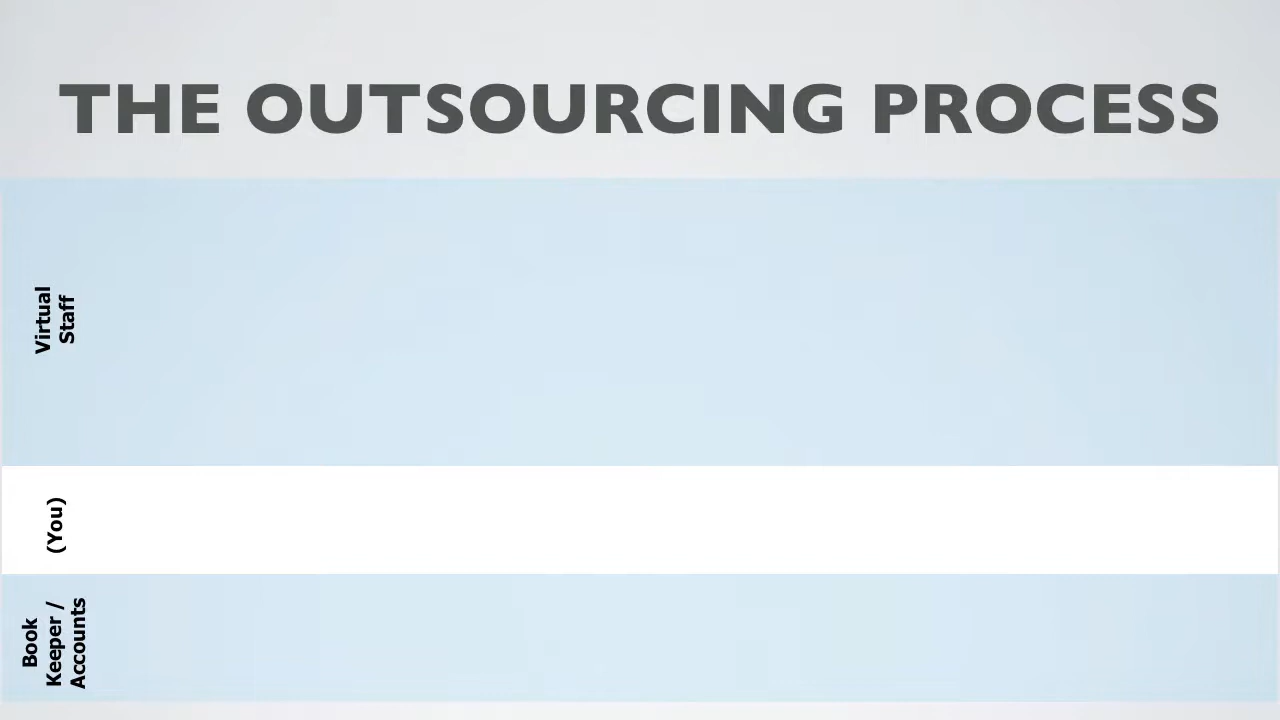 THE OUTSOURCING PROCESS
Virtual
Staff
(You)
Book
Keeper /
Accounts